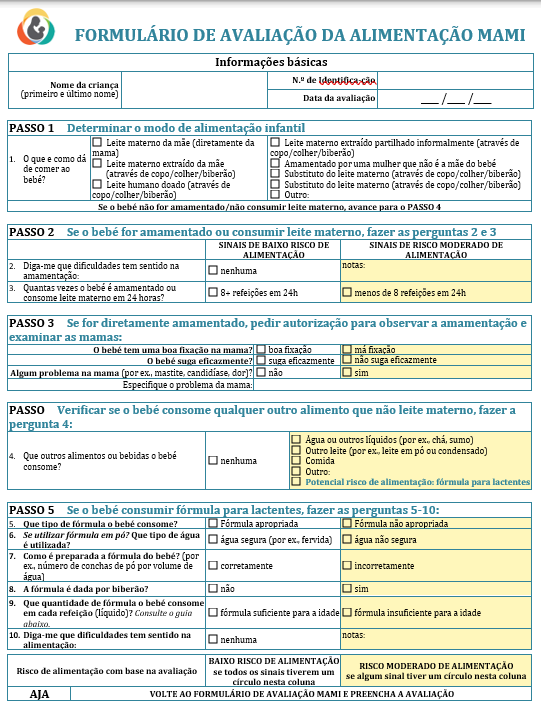 FORMULÁRIO DE AVALIAÇÃO DA ALIMENTAÇÃO MAMI
Informações básicas
Nome da criança
(primeiro e último nome)
N.º de Identifica-ção
Data da avaliação
___ /___ /___
PASSO 1 Determinar o modo de alimentação infantil
1. O que e como dá
de comer ao
bebé?
☐ Leite materno da mãe (diretamente da
mama)
☐ Leite materno extraído da mãe
(através de copo/colher/biberão)
☐ Leite humano doado (através de
copo/colher/biberão)
☐ Leite materno extraído partilhado informalmente (através de
copo/colher/biberão)
☐ Amamentado por uma mulher que não é a mãe do bebé
☐ Substituto do leite materno (através de copo/colher/biberão)
☐ Substituto do leite materno (através de copo/colher/biberão)
☐ Outro:
Se o bebé não for amamentado/não consumir leite materno, avance para o PASSO 4
PASSO 2 Se o bebé for amamentado ou consumir leite materno, fazer as perguntas 2 e 3
SINAIS DE BAIXO RISCO DE
ALIMENTAÇÃO
SINAIS DE RISCO MODERADO DE
ALIMENTAÇÃO
2. Diga-me que dificuldades tem sentido na
amamentação:
☐ nenhuma
notas:
3. Quantas vezes o bebé é amamentado ou
consome leite materno em 24 horas?
☐ 8+ refeições em 24h
☐ menos de 8 refeições em 24h
PASSO 3 Se for diretamente amamentado, pedir autorização para observar a amamentação e
examinar as mamas:
O bebé tem uma boa fixação na mama? ☐ boa fixação ☐ má fixação
O bebé suga eficazmente? ☐ suga eficazmente ☐ não suga eficazmente
Algum problema na mama (por ex., mastite, candidíase, dor)? ☐ não ☐ sim
Especifique o problema da mama:
PASSO Verificar se o bebé consome qualquer outro alimento que não leite materno, fazer a
pergunta 4:
4. Que outros alimentos ou bebidas o bebé
consome?
☐ nenhuma
☐ Água ou outros líquidos (por ex., chá, sumo)
☐ Outro leite (por ex., leite em pó ou condensado)
☐ Comida
☐ Outro:
☐ Potencial risco de alimentação: fórmula para lactentes
PASSO 5 Se o bebé consumir fórmula para lactentes, fazer as perguntas 5-10:
5. Que tipo de fórmula o bebé consome? ☐ Fórmula apropriada ☐ Fórmula não apropriada
6. Se utilizar fórmula em pó? Que tipo de água
é utilizada?
☐ água segura (por ex., fervida) ☐ água não segura
7. Como é preparada a fórmula do bebé? (por
ex., número de conchas de pó por volume de
água)
☐ corretamente ☐ incorretamente
8. A fórmula é dada por biberão? ☐ não ☐ sim
9. Que quantidade de fórmula o bebé consome
em cada refeição (líquido)? Consulte o guia
abaixo.
☐ fórmula suficiente para a idade ☐ fórmula insuficiente para a idade
10. Diga-me que dificuldades tem sentido na
alimentação:
☐ nenhuma
notas:
Risco de alimentação com base na avaliação
BAIXO RISCO DE ALIMENTAÇÃO
se todos os sinais tiverem um
círculo nesta coluna
RISCO MODERADO DE ALIMENTAÇÃO
se algum sinal tiver um círculo nesta coluna
AJA VOLTE AO FORMULÁRIO DE AVALIAÇÃO MAMI E PREENCHA A AVALIAÇÃO